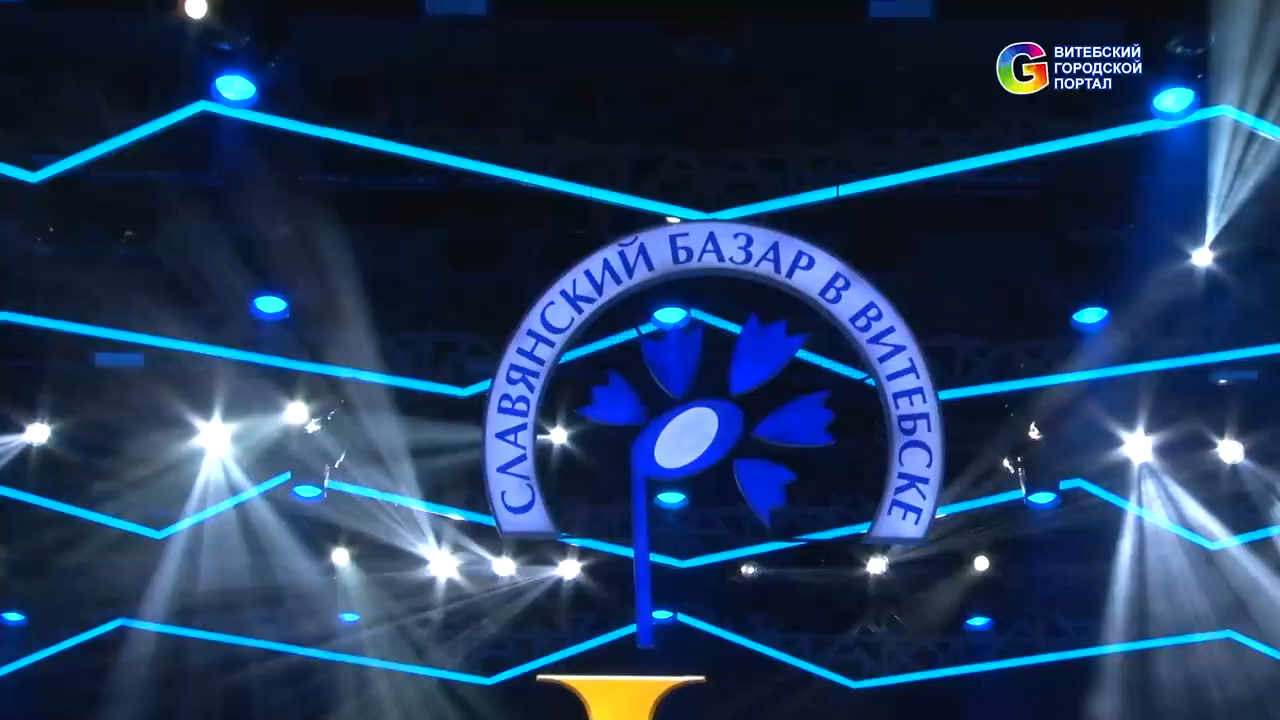 ВИТЕБСКИЙ
ГОРОДСКОЙ
ПОРТАЛ
СЛАВЯНСКИЙ БАЗАР В ВИТЕБСКЕ